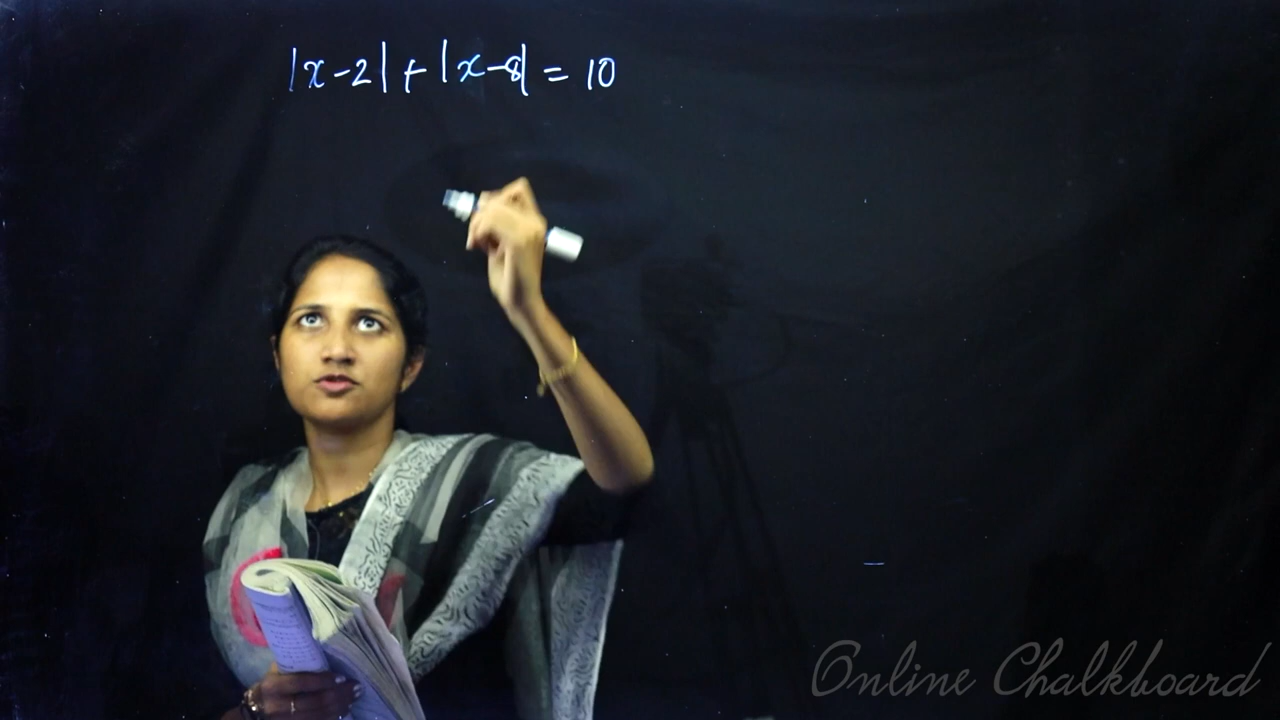 |x-2| + |x-8| = 10
Online Chalkboard